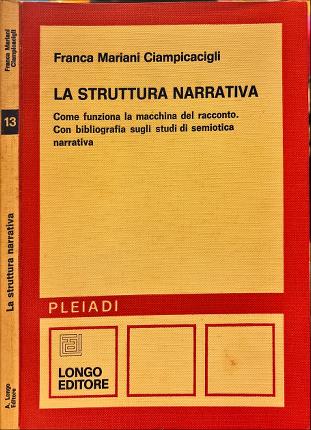 Franca Mariani
Ciampicacigli
13
La struttura narrativa
A. Longo
Editore
Franca Mariani Ciampicacigli
LA STRUTTURA NARRATIVA
Come funziona la macchina del racconto.
Con bibliografia sugli studi di semiotica
narrativa
PLEIADI
LONGO
EDITORE